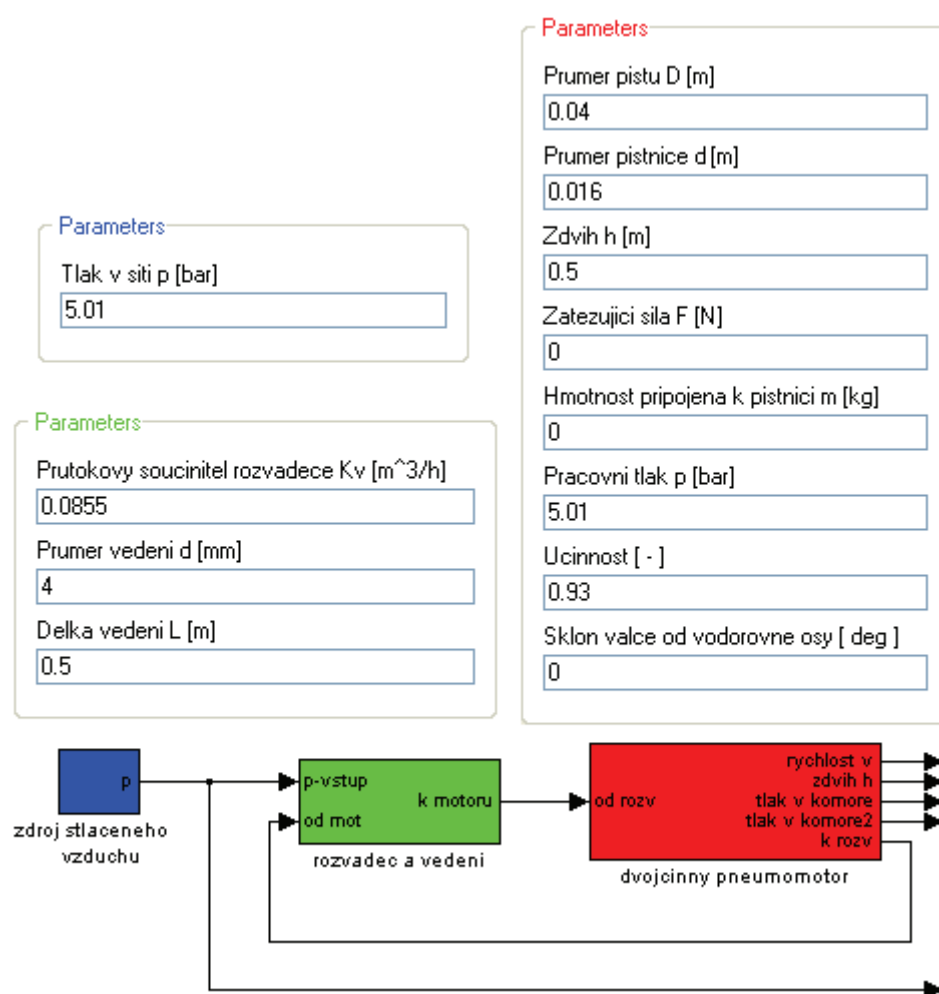 Parameters
Tlak v siti p [bar]
5.01
Parameters
Prutokovy soucinitel rozvadece Kv [m^3/h]
0.0855
Prumer vedeni d [mm]
4
Delka vedeni L [m]
0.5
Parameters
Prumer pistu D [m]
0.04
Prumer pistnice d [m]
0.016
Zdvih h [m]
0.5
Zatezujici sila F [N]
0
Hmotnost pripojena k pistnici m [kg]
0
Pracovni tlak p [bar]
5.01
Ucinnost [ - ]
0.93
Sklon valce od vodorovne osy [ deg ]
0
p
zdroj stlaceneho
vzduchu
p-vstup
od mot
k motoru
rozvadec a vedeni
od rozv
rychlost v
zdvih h
tlak v komore
tlak v komore2
k rozv
dvojcinny pneumomotor